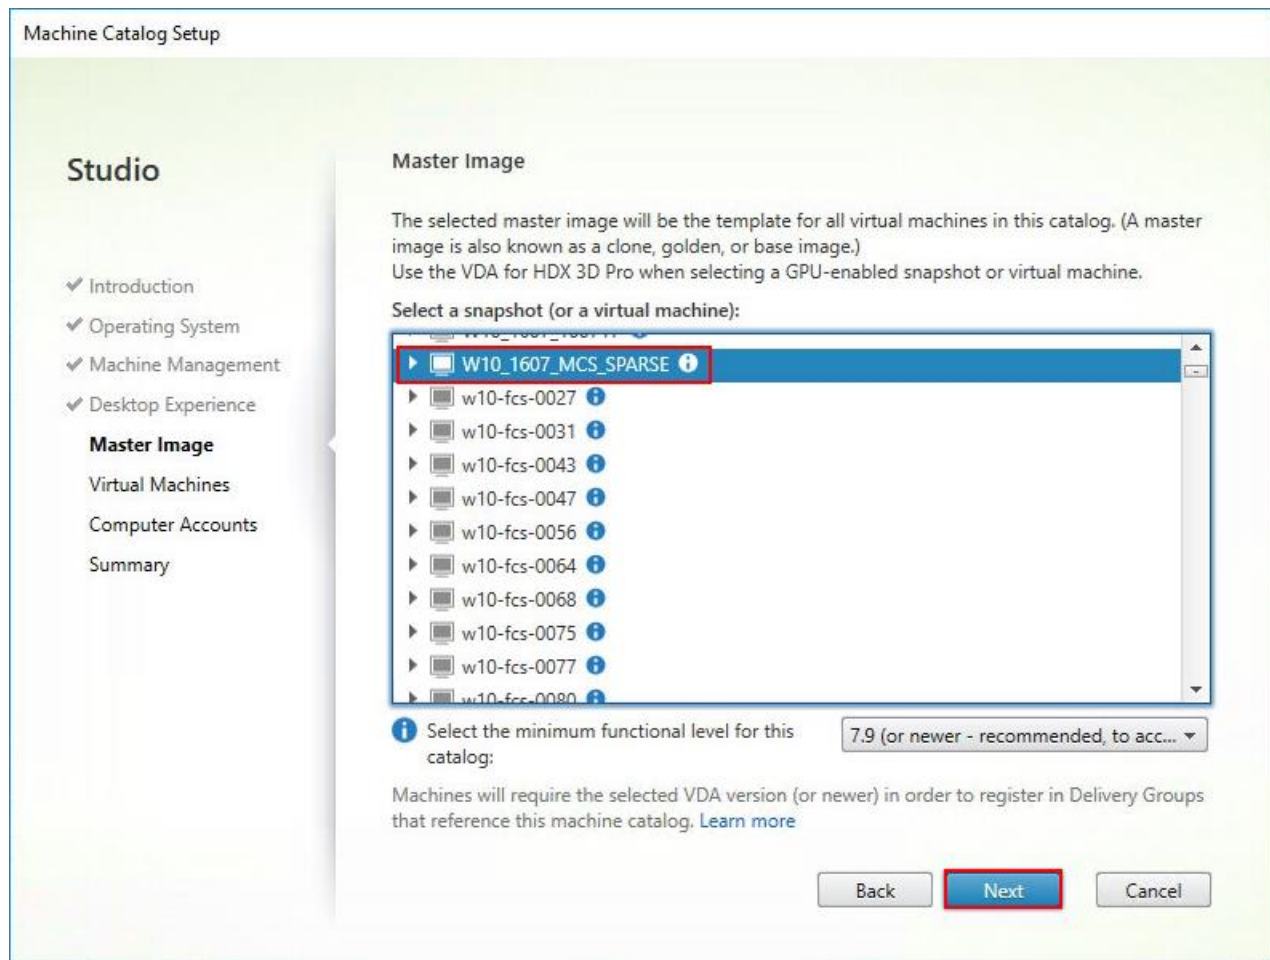 Machine Catalog Setup
Studio
Introduction
Operating System
Machine Management
Desktop Experience
Master Image
Virtual Machines
Computer Accounts
Summary
Master Image
The selected master image will be the template for all virtual machines in this catalog. (A master
image is also known as a clone, golden, or base image.)
Use the VDA for HDX 3D Pro when selecting a GPU-enabled snapshot or virtual machine.
Select a snapshot (or a virtual machine):
W10_1607_MCS_SPARSE
w10-fcs-0027
w10-fcs-0031
w10-fcs-0043
w10-fcs-0047
w10-fcs-0056
w10-fcs-0064
w10-fcs-0068
w10-fcs-0075
w10-fcs-0077
w10-fcs-0080
Select the minimum functional level for this
catalog:
7.9 (or newer - recommended, to acc...
Machines will require the selected VDA version (or newer) in order to register in Delivery Groups
that reference this machine catalog. Learn more
Back
Next
Cancel